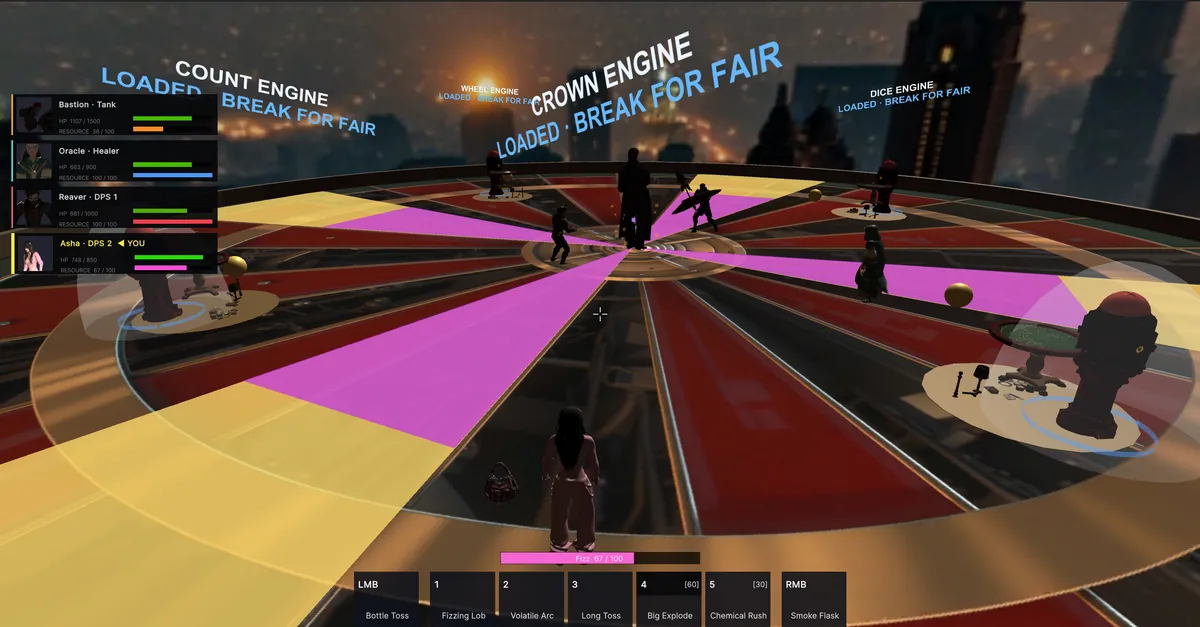 COUNT ENGINE
LOADED · BREAK FOR FAIR
WHEEL ENGINE
LOADED · BREAK FOR FA
CROWN ENGINE
LOADED · BREAK FOR FAIR
DICE ENGINE
LOADED · BREAK FOR FAIR
Bastion · Tank
HP 1107 / 1500
RESOURCE 38 / 100
Oracle · Healer
HP 663 / 900
RESOURCE 100 / 100
Reaver · DPS 1
HP 681 / 1000
RESOURCE 100 / 100
Asha · DPS 2 ◀ YOU
HP 748 / 850
RESOURCE 67 / 100
Fizz 67 / 100
LMB
Bottle Toss
1
Fizzing Lob
2
Volatile Arc
3
Long Toss
4 [60]
Big Explode
5 [30]
Chemical Rush
RMB
Smoke Flask